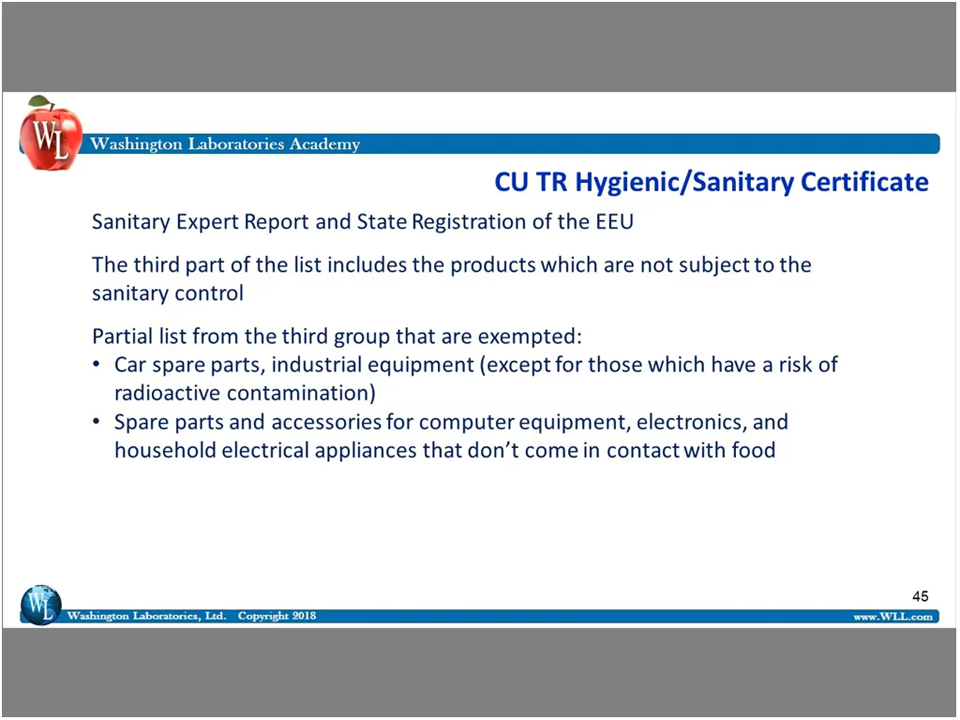 WL
Washington Laboratories Academy
CU TR Hygienic/Sanitary Certificate
Sanitary Expert Report and State Registration of the EEU
The third part of the list includes the products which are not subject to the
sanitary control
Partial list from the third group that are exempted:
• Car spare parts, industrial equipment (except for those which have a risk of
radioactive contamination)
• Spare parts and accessories for computer equipment, electronics, and
household electrical appliances that don’t come in contact with food
45
WL
Washington Laboratories, Ltd. Copyright 2018
www.WLL.com